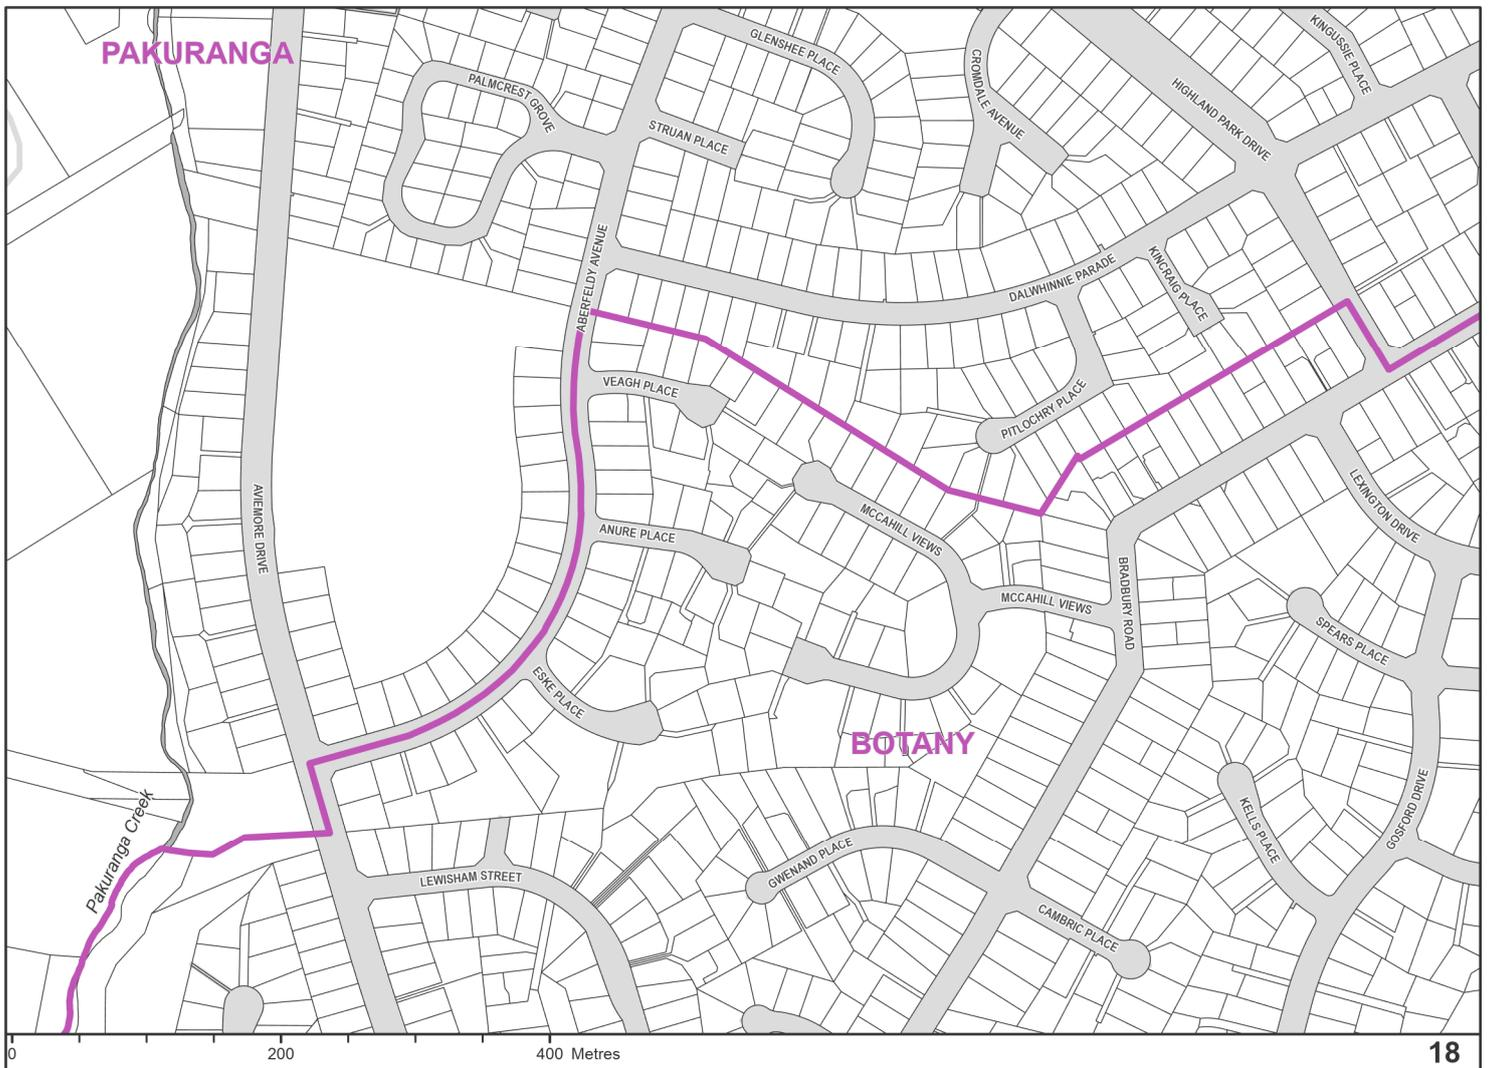 KINGUSSIE PLACE
PAKURANGA
GLENSHEE PLACE
PALMCREST GROVE
CROMDALE AVENUE
HIGHLAND PARK DRIVE
STRUAN PLACE
ABERFELDY AVENUE
DALWHINNIE PARADE
KINCRAIG PLACE
VEAGH PLACE
PITLOCHRY PLACE
AVIEMORE DRIVE
LEXINGTON DRIVE
MCCAHILL VIEWS
ANURE PLACE
BRADBURY ROAD
MCCAHILL VIEWS
SPEARS PLACE
ESKE PLACE
BOTANY
Pakuranga Creek
KELLS PLACE
GOSFORD DRIVE
GWENAND PLACE
LEWISHAM STREET
CAMBRIC PLACE
0 200 400 Metres
18